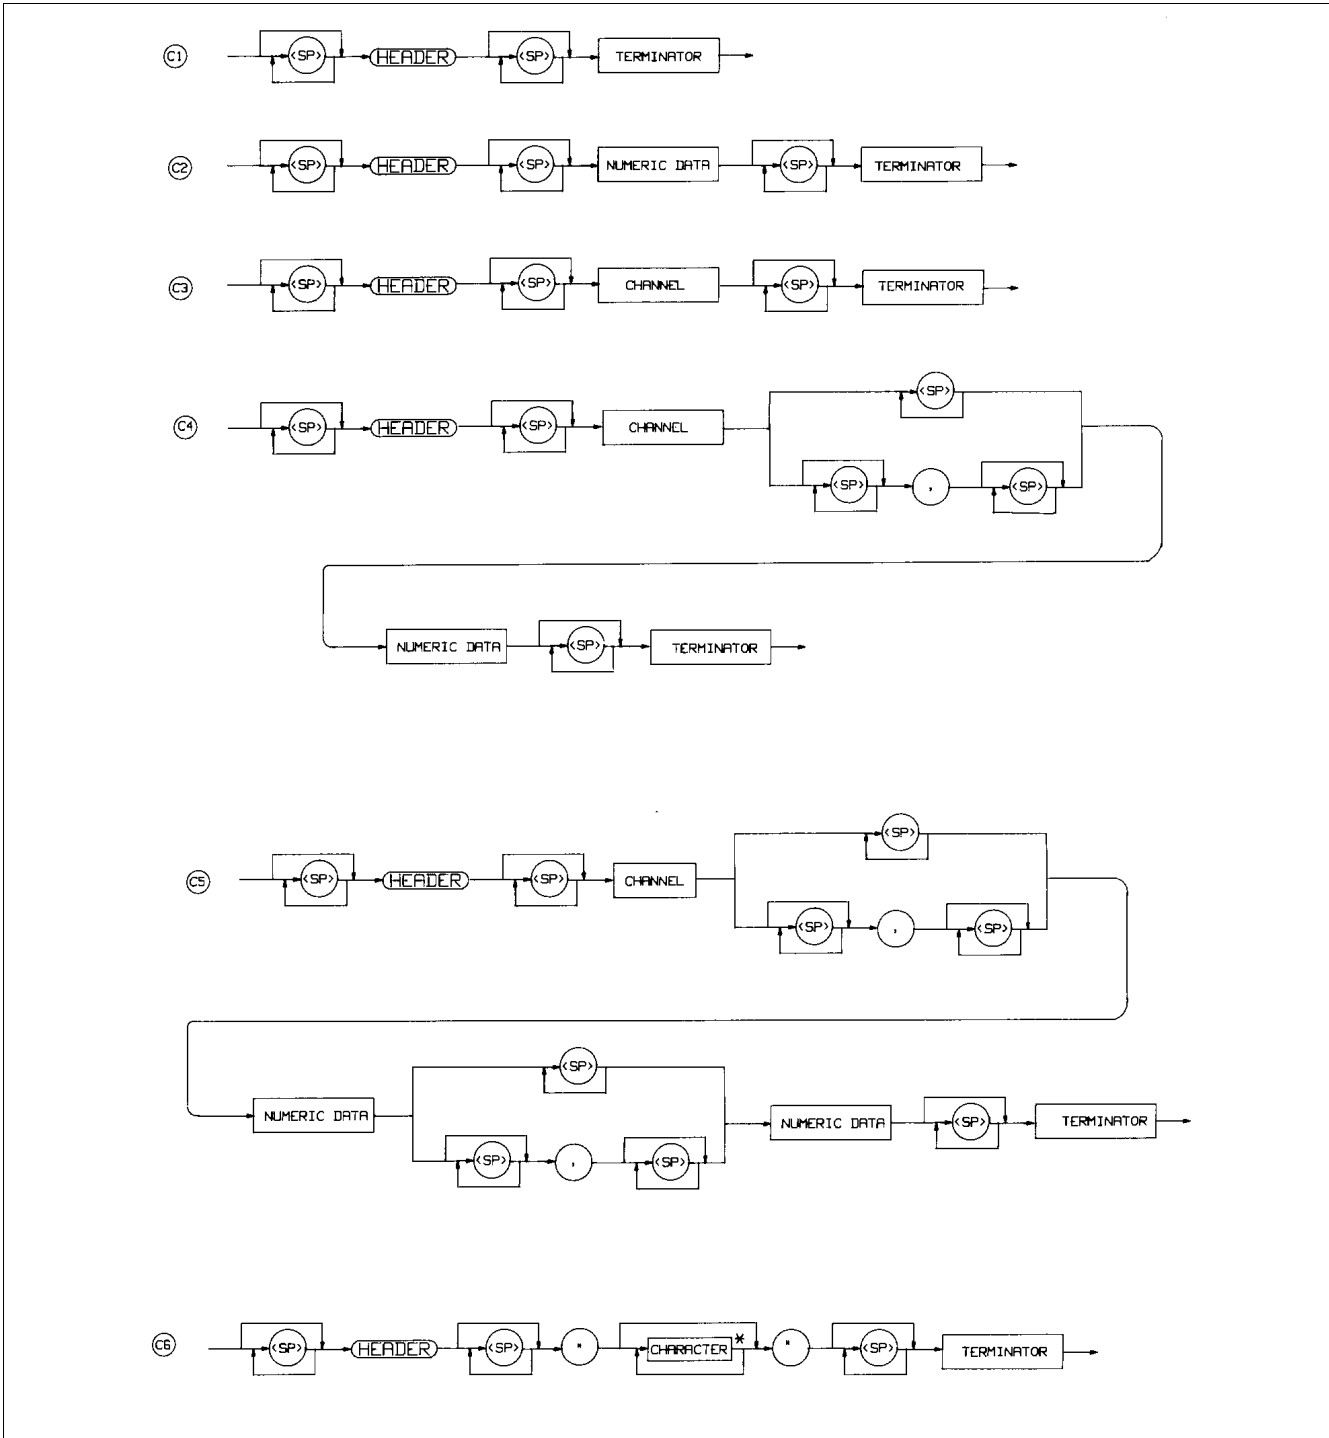 C1 <SP> HEADER <SP> TERMINATOR
C2 <SP> HEADER <SP> NUMERIC DATA <SP> TERMINATOR
C3 <SP> HEADER <SP> CHANNEL <SP> TERMINATOR
<SP>
C4 <SP> HEADER <SP> CHANNEL
<SP> , <SP>
NUMERIC DATA <SP> TERMINATOR
<SP>
C5 <SP> HEADER <SP> CHANNEL
<SP> , <SP>
<SP>
NUMERIC DATA NUMERIC DATA <SP> TERMINATOR
<SP> , <SP>
C6 <SP> HEADER <SP> " CHARACTER * " <SP> TERMINATOR